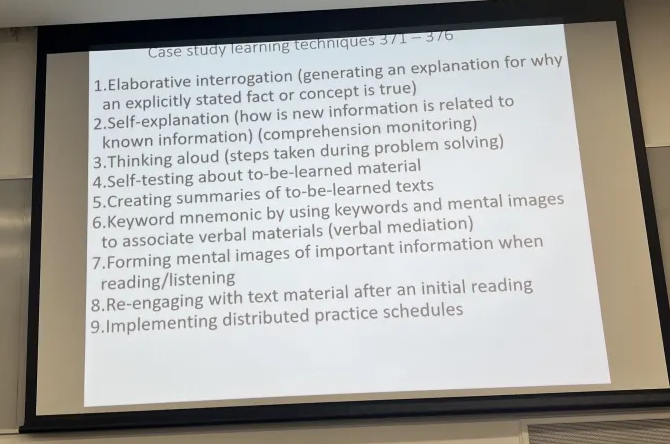 Case study learning techniques 371 – 376
1.Elaborative interrogation (generating an explanation for why
an explicitly stated fact or concept is true)
2.Self-explanation (how is new information is related to
known information) (comprehension monitoring)
3.Thinking aloud (steps taken during problem solving)
4.Self-testing about to-be-learned material
5.Creating summaries of to-be-learned texts
6.Keyword mnemonic by using keywords and mental images
to associate verbal materials (verbal mediation)
7.Forming mental images of important information when
reading/listening
8.Re-engaging with text material after an initial reading
9.Implementing distributed practice schedules